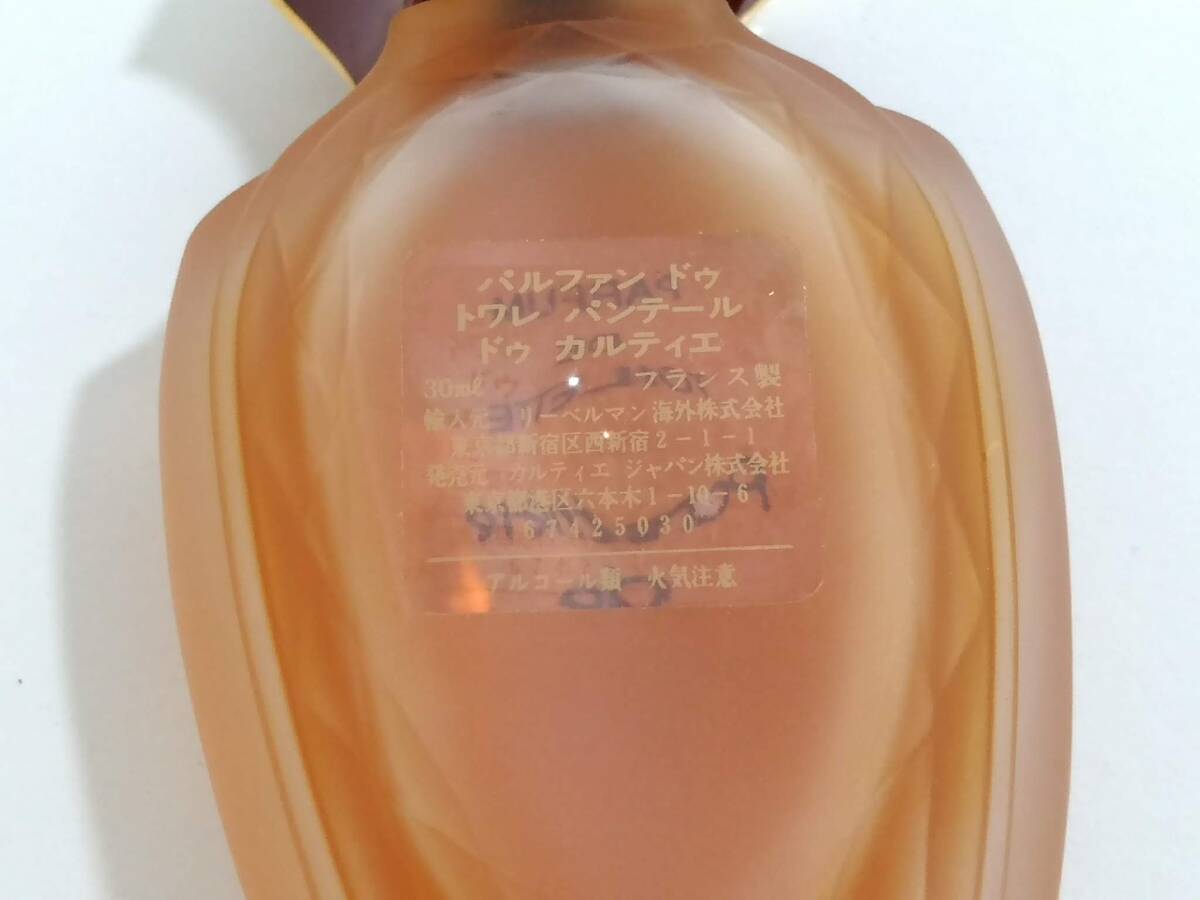 パルファン ドゥ
トワレ パンテール
ドゥ カルティエ
30ml フランス製
輸入元 リーベルマン海外株式会社
東京都新宿区西新宿2-1-1
発売元 カルティエ ジャパン株式会社
東京都港区六本木1-10-6
67425030
アルコール類 火気注意